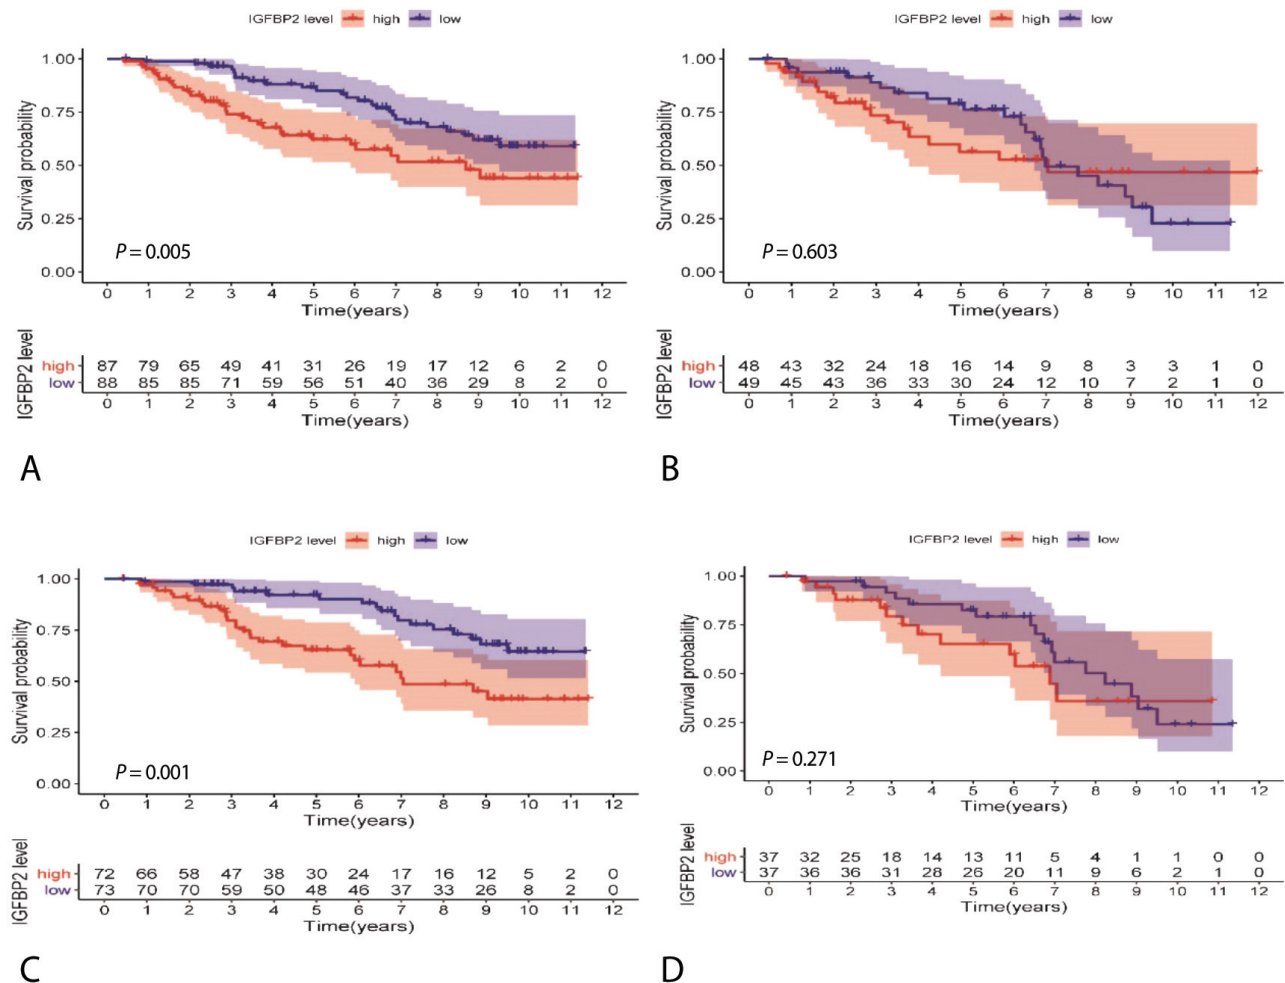 IGFBP2 level high low
Survival probability
1.00
0.75
0.50
0.25
0.00
P = 0.005
0 1 2 3 4 5 6 7 8 9 10 11 12
Time(years)
IGFBP2 level
high 87 79 65 49 41 31 26 19 17 12 6 2 0
low 88 85 85 71 59 56 51 40 36 29 8 2 0
0 1 2 3 4 5 6 7 8 9 10 11 12
Time(years)
A
IGFBP2 level high low
Survival probability
1.00
0.75
0.50
0.25
0.00
P = 0.603
0 1 2 3 4 5 6 7 8 9 10 11 12
Time(years)
IGFBP2 level
high 48 43 32 24 18 16 14 9 8 3 3 1 0
low 49 45 43 36 33 30 24 12 10 7 2 1 0
0 1 2 3 4 5 6 7 8 9 10 11 12
Time(years)
B
IGFBP2 level high low
Survival probability
1.00
0.75
0.50
0.25
0.00
P = 0.001
0 1 2 3 4 5 6 7 8 9 10 11 12
Time(years)
IGFBP2 level
high 72 66 58 47 38 30 24 17 16 12 5 2 0
low 73 70 70 59 50 48 46 37 33 26 8 2 0
0 1 2 3 4 5 6 7 8 9 10 11 12
Time(years)
C
IGFBP2 level high low
Survival probability
1.00
0.75
0.50
0.25
0.00
P = 0.271
0 1 2 3 4 5 6 7 8 9 10 11 12
Time(years)
IGFBP2 level
high 37 32 25 18 14 13 11 5 4 1 1 0 0
low 37 36 36 31 28 26 20 11 9 6 2 1 0
0 1 2 3 4 5 6 7 8 9 10 11 12
Time(years)
D